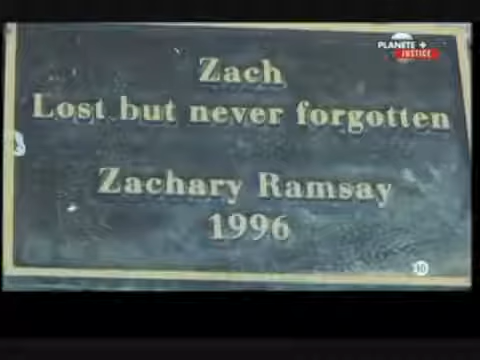 PLANETE +
JUSTICE
Zach
Lost but never forgotten
Zachary Ramsay
1996
10